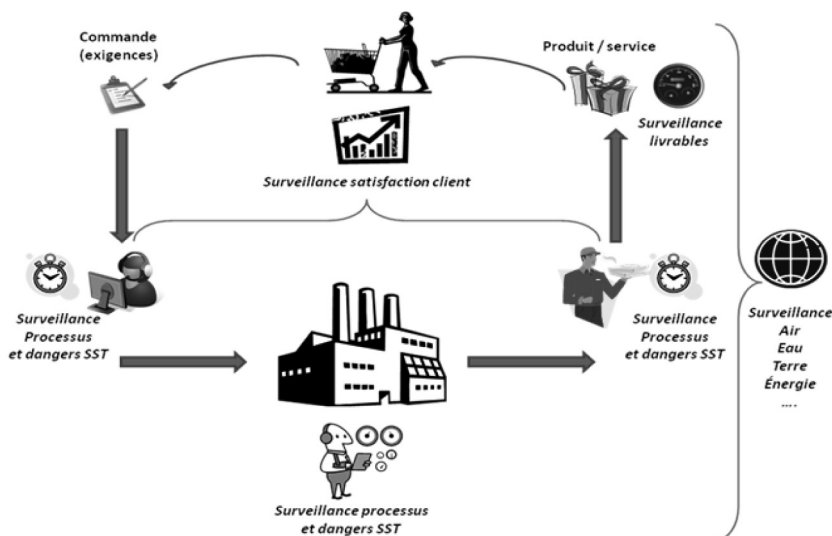 Commande
(exigences)
Produit / service
Surveillance
livrables
Surveillance satisfaction client
Surveillance
Processus
et dangers SST
Surveillance
Processus
et dangers SST
Surveillance
Air
Eau
Terre
Énergie
....
Surveillance processus
et dangers SST